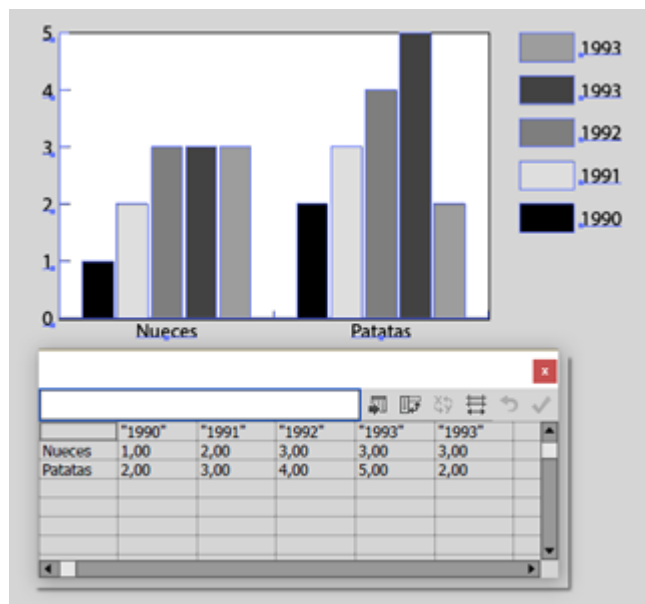 5
4
3
2
1
0
Nueces Patatas
1993
1993
1992
1991
1990
x
"1990" "1991" "1992" "1993" "1993"
Nueces 1,00 2,00 3,00 3,00 3,00
Patatas 2,00 3,00 4,00 5,00 2,00